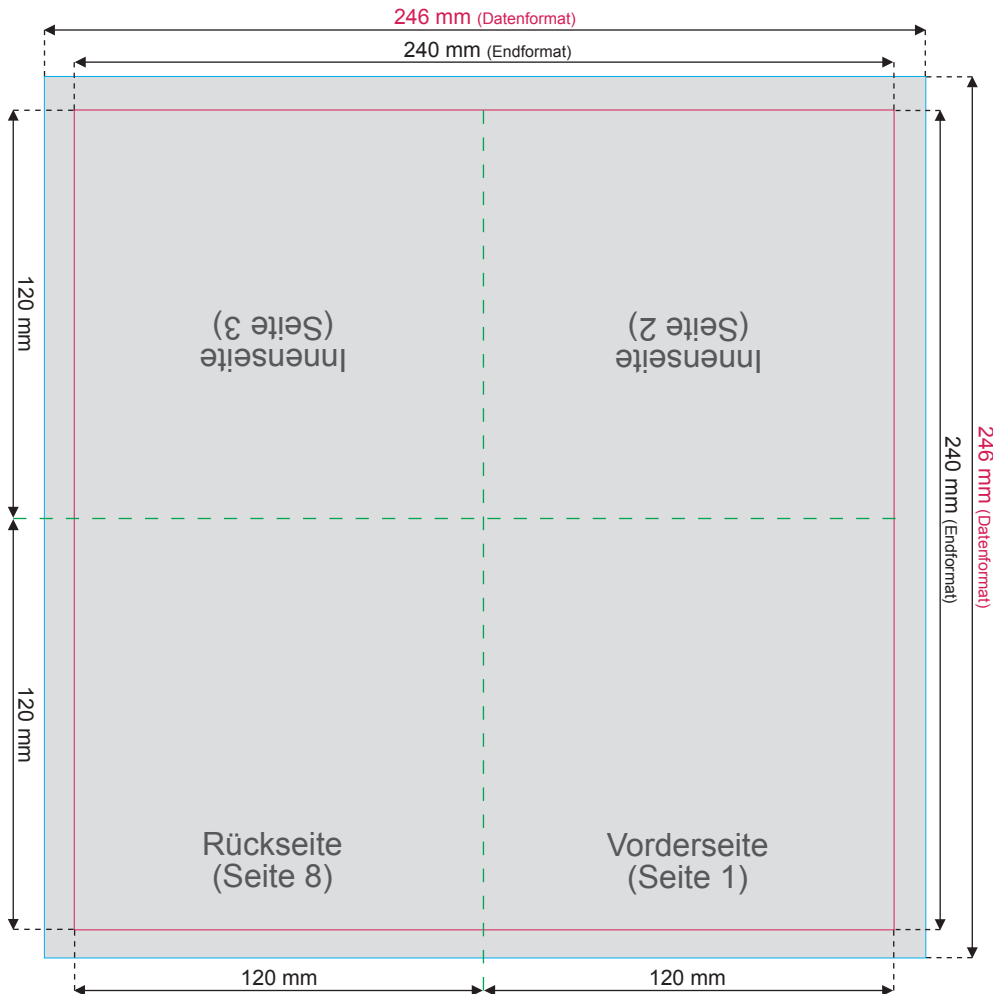 246 mm (Datenformat)
240 mm (Endformat)
120 mm
Innenseite
(Seite 3)
Innenseite
(Seite 2)
240 mm (Endformat)
246 mm (Datenformat)
120 mm
Rückseite
(Seite 8)
Vorderseite
(Seite 1)
120 mm
120 mm